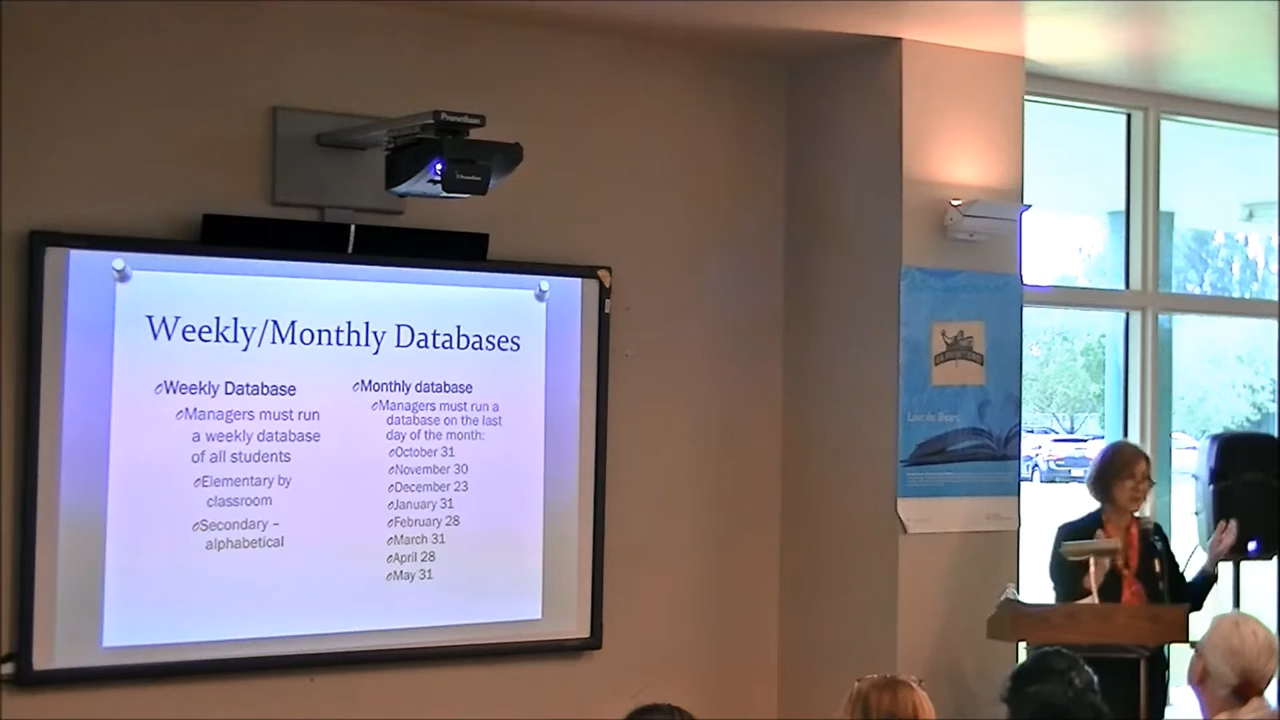 Promethean
Promethean
Weekly/Monthly Databases
Weekly Database
Managers must run
a weekly database
of all students
Elementary by
classroom
Secondary –
alphabetical
Monthly database
Managers must run a
database on the last
day of the month:
October 31
November 30
December 23
January 31
February 28
March 31
April 28
May 31